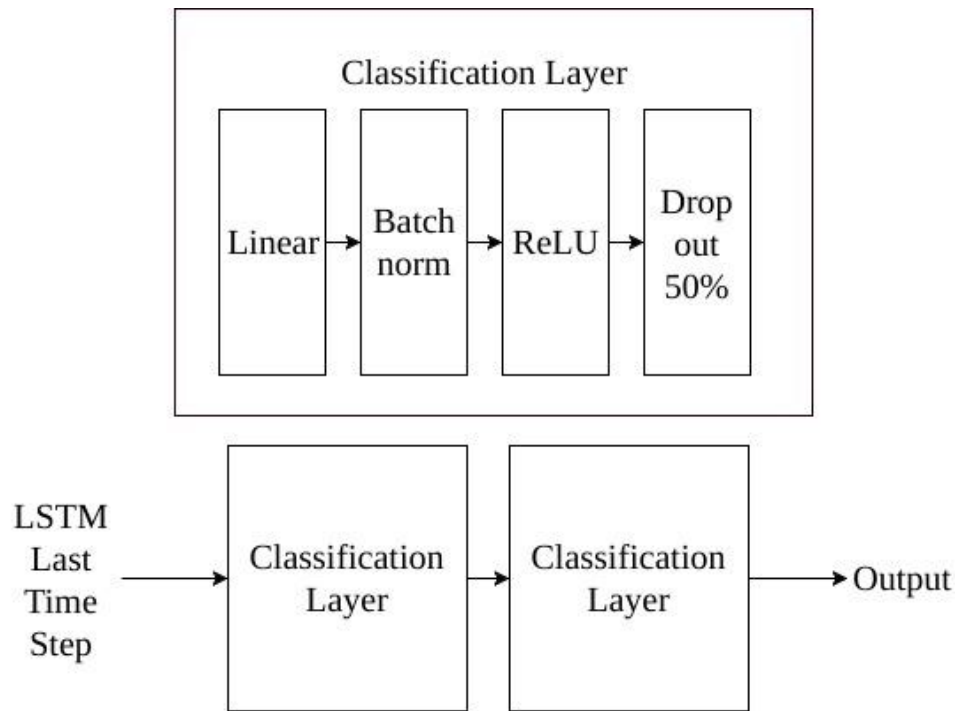 Classification Layer
Linear
Batch
norm
ReLU
Drop
out
50%
LSTM
Last
Time
Step
Classification
Layer
Classification
Layer
Output